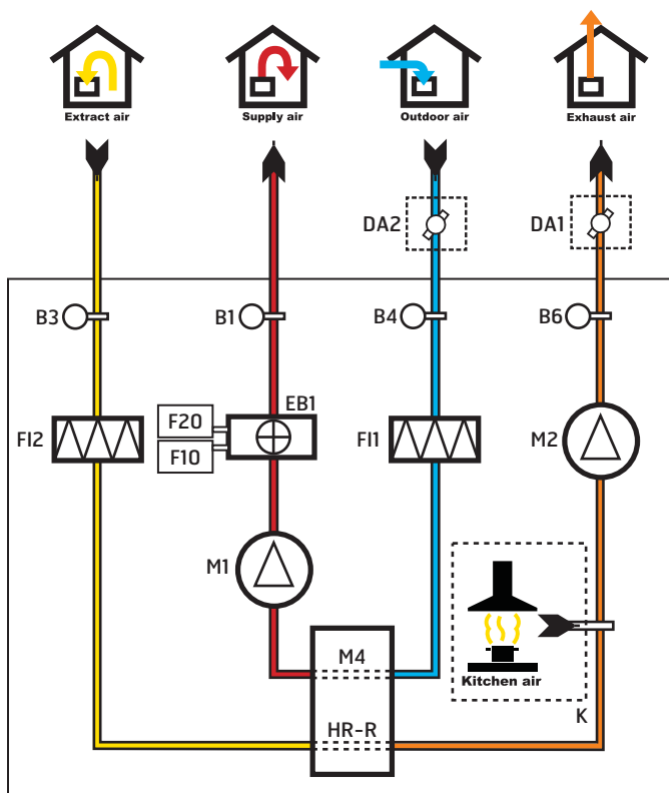 Extract air
Supply air
Outdoor air
Exhaust air
DA2
DA1
B3
B1
B4
B6
EB1
F20
FI2
FI1
M2
F10
M1
M4
Kitchen air
K
HR-R